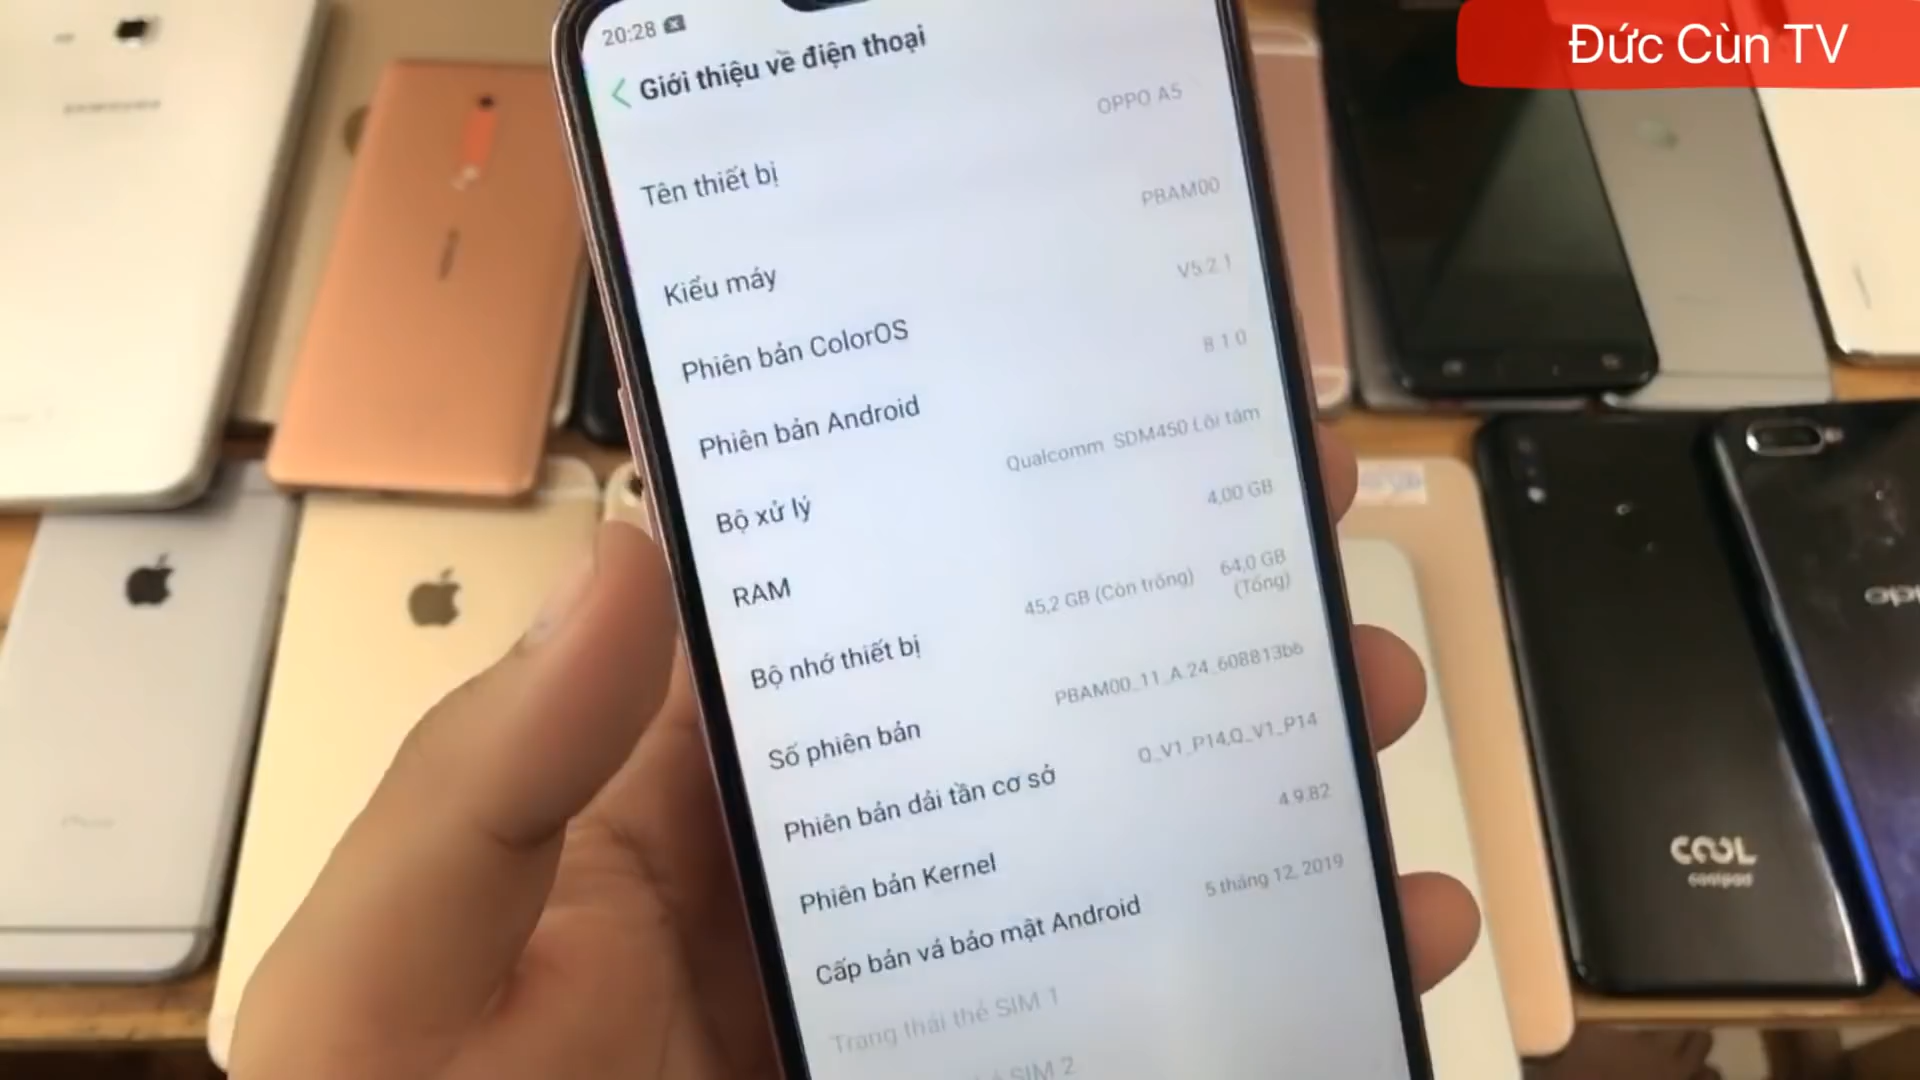 Đức Cùn TV
20:28
Giới thiệu về điện thoại
Tên thiết bị OPPO A5
Kiểu máy PBAM00
Phiên bản ColorOS V5.2.1
Phiên bản Android 8.1.0
Bộ xử lý Qualcomm SDM450 Lõi tám
RAM 4,00 GB
Bộ nhớ thiết bị 45,2 GB (Còn trống) 64,0 GB (Tổng)
Số phiên bản PBAM00_11_A.24_608813b6
Phiên bản dải tần cơ sở Q_V1_P14,Q_V1_P14
Phiên bản Kernel 4.9.82
Cấp bản vá bảo mật Android 5 tháng 12, 2019
Trạng thái thẻ SIM 1
SIM 2
SAMSUNG
iPhone
COOL
coolpad